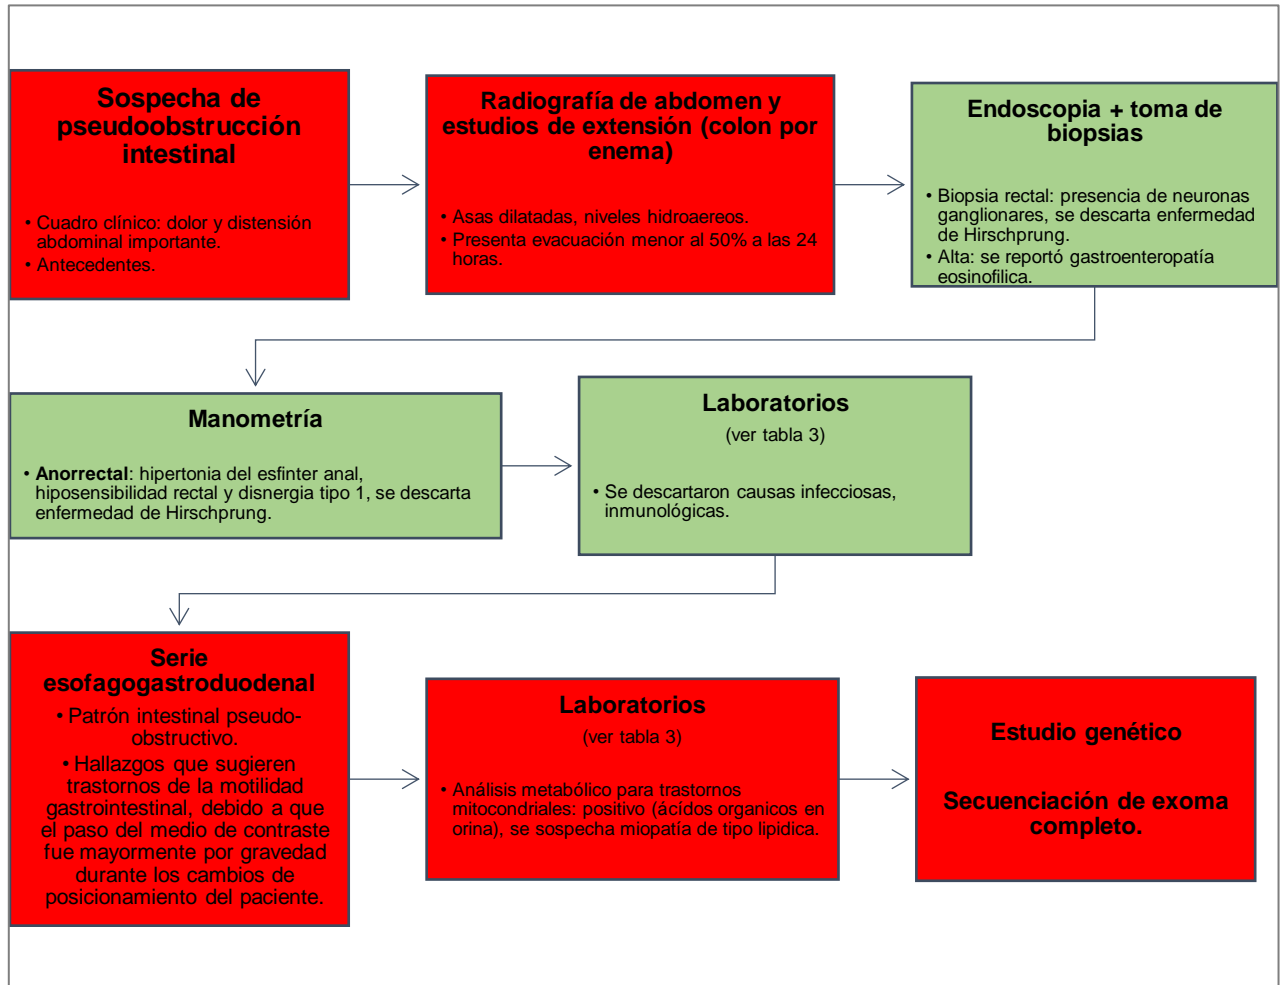 Sospecha de
pseudoobstrucción
intestinal
• Cuadro clínico: dolor y distensión
abdominal importante.
• Antecedentes.
Radiografía de abdomen y
estudios de extensión (colon por
enema)
• Asas dilatadas, niveles hidroaereos.
• Presenta evacuación menor al 50% a las 24
horas.
Endoscopia + toma de
biopsias
• Biopsia rectal: presencia de neuronas
ganglionares, se descarta enfermedad
de Hirschprung.
• Alta: se reportó gastroenteropatía
eosinofilica.
Manometría
• Anorrectal: hipertonia del esfinter anal,
hiposensibilidad rectal y disnergia tipo 1, se descarta
enfermedad de Hirschprung.
Laboratorios
(ver tabla 3)
• Se descartaron causas infecciosas,
inmunológicas.
Serie
esofagogastroduodenal
• Patrón intestinal pseudo-
obstructivo.
• Hallazgos que sugieren
trastornos de la motilidad
gastrointestinal, debido a que
el paso del medio de contraste
fue mayormente por gravedad
durante los cambios de
posicionamiento del paciente.
Laboratorios
(ver tabla 3)
• Análisis metabólico para trastornos
mitocondriales: positivo (ácídos organicos en
orina), se sospecha miopatía de tipo lipidica.
Estudio genético
Secuenciación de exoma
completo.